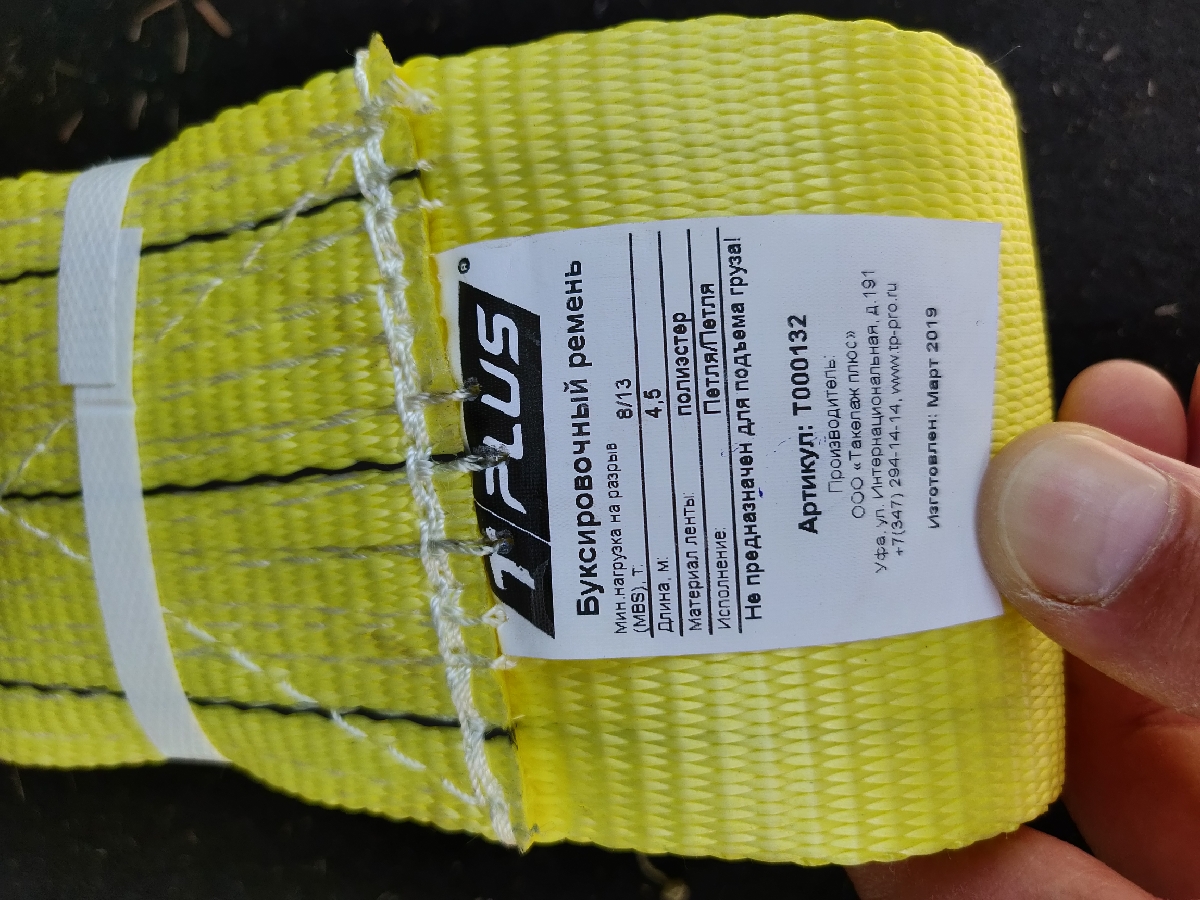 T PLUS ®
Буксировочный ремень
Мин.нагрузка на разрыв
(MBS), т: 8/13
Длина, м: 4,5
Материал ленты: полиэстер
Исполнение: Петля/Петля
Не предназначен для подъема груза!
Артикул: Т000132
Производитель:
ООО «Такелаж плюс»
Уфа, ул. Интернациональная, д.191
+7(347) 294-14-14, www.tp-pro.ru
Изготовлен: Март 2019